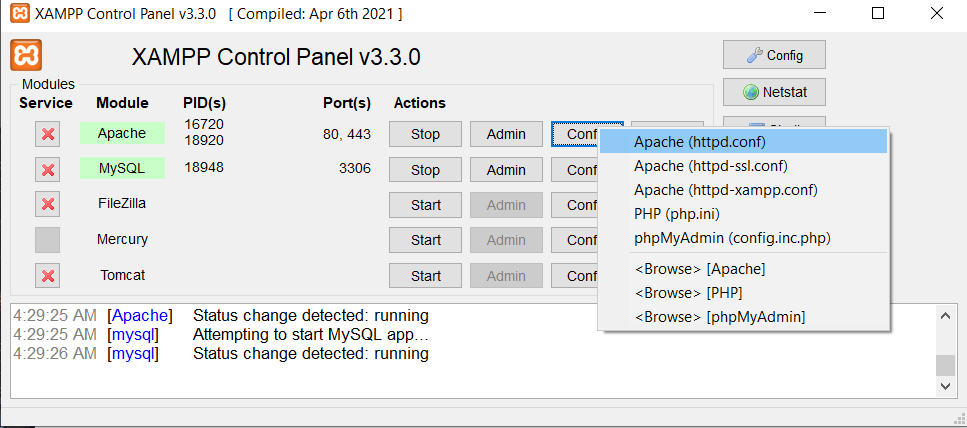 XAMPP Control Panel v3.3.0 [ Compiled: Apr 6th 2021 ]
XAMPP Control Panel v3.3.0
Config
Netstat
Modules
Service Module PID(s) Port(s) Actions
Apache 16720 18920 80, 443 Stop Admin Conf
MySQL 18948 3306 Stop Admin Conf
FileZilla Start Admin Conf
Mercury Start Admin Conf
Tomcat Start Admin Conf
Apache (httpd.conf)
Apache (httpd-ssl.conf)
Apache (httpd-xampp.conf)
PHP (php.ini)
phpMyAdmin (config.inc.php)
<Browse> [Apache]
<Browse> [PHP]
<Browse> [phpMyAdmin]
4:29:25 AM [Apache] Status change detected: running
4:29:25 AM [mysql] Attempting to start MySQL app...
4:29:26 AM [mysql] Status change detected: running